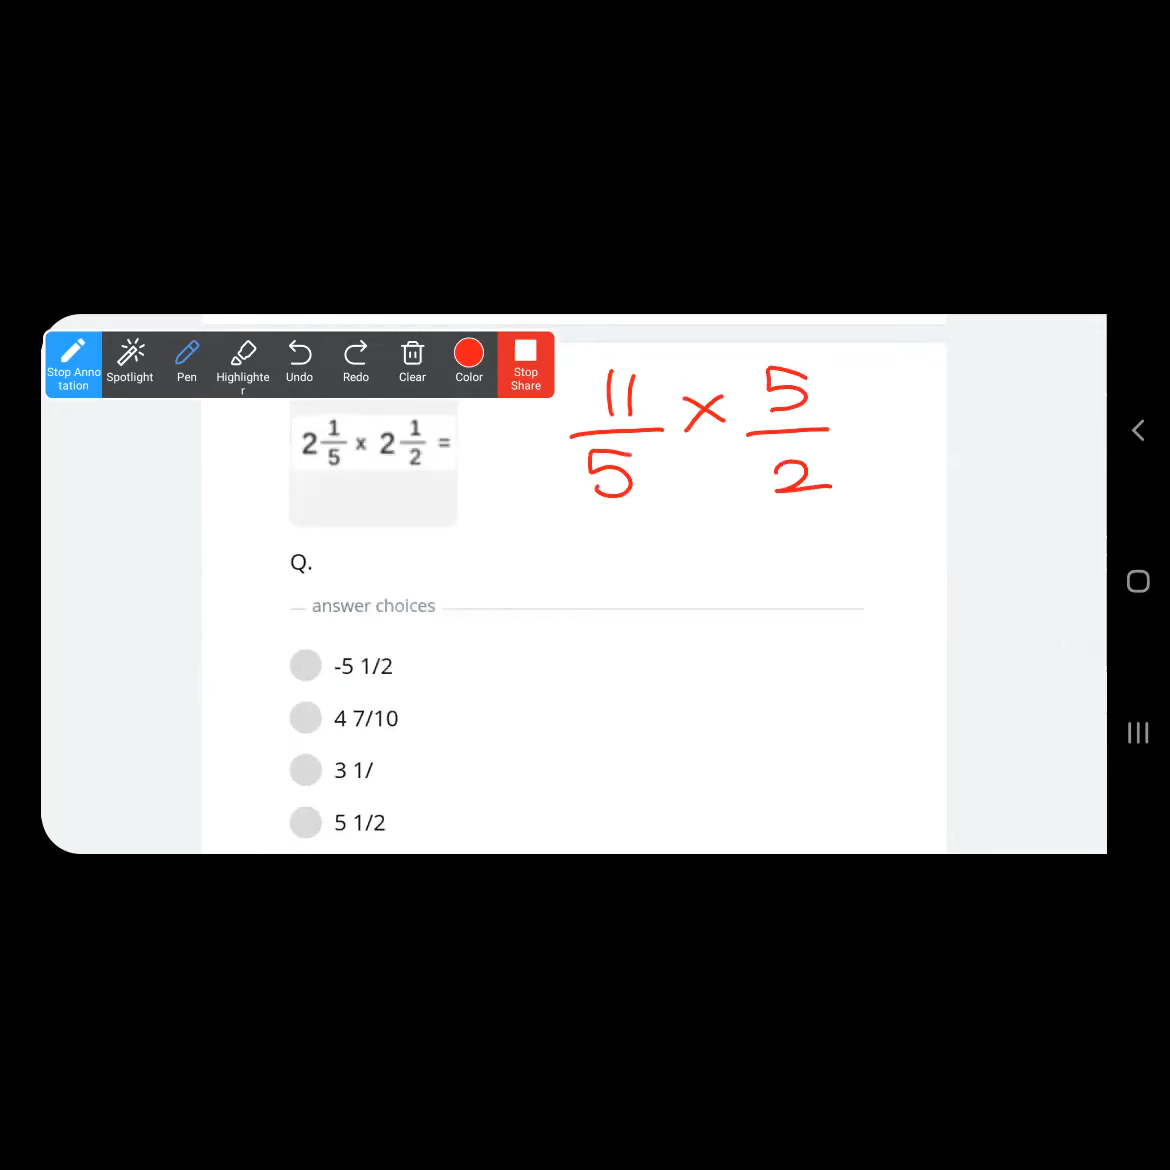 Stop Anno
tation
Spotlight
Pen
Highlighte
r
Undo
Redo
Clear
Color
Stop
Share
2 1/5 x 2 1/2 =
11/5 × 5/2
Q.
answer choices
-5 1/2
4 7/10
3 1/
5 1/2